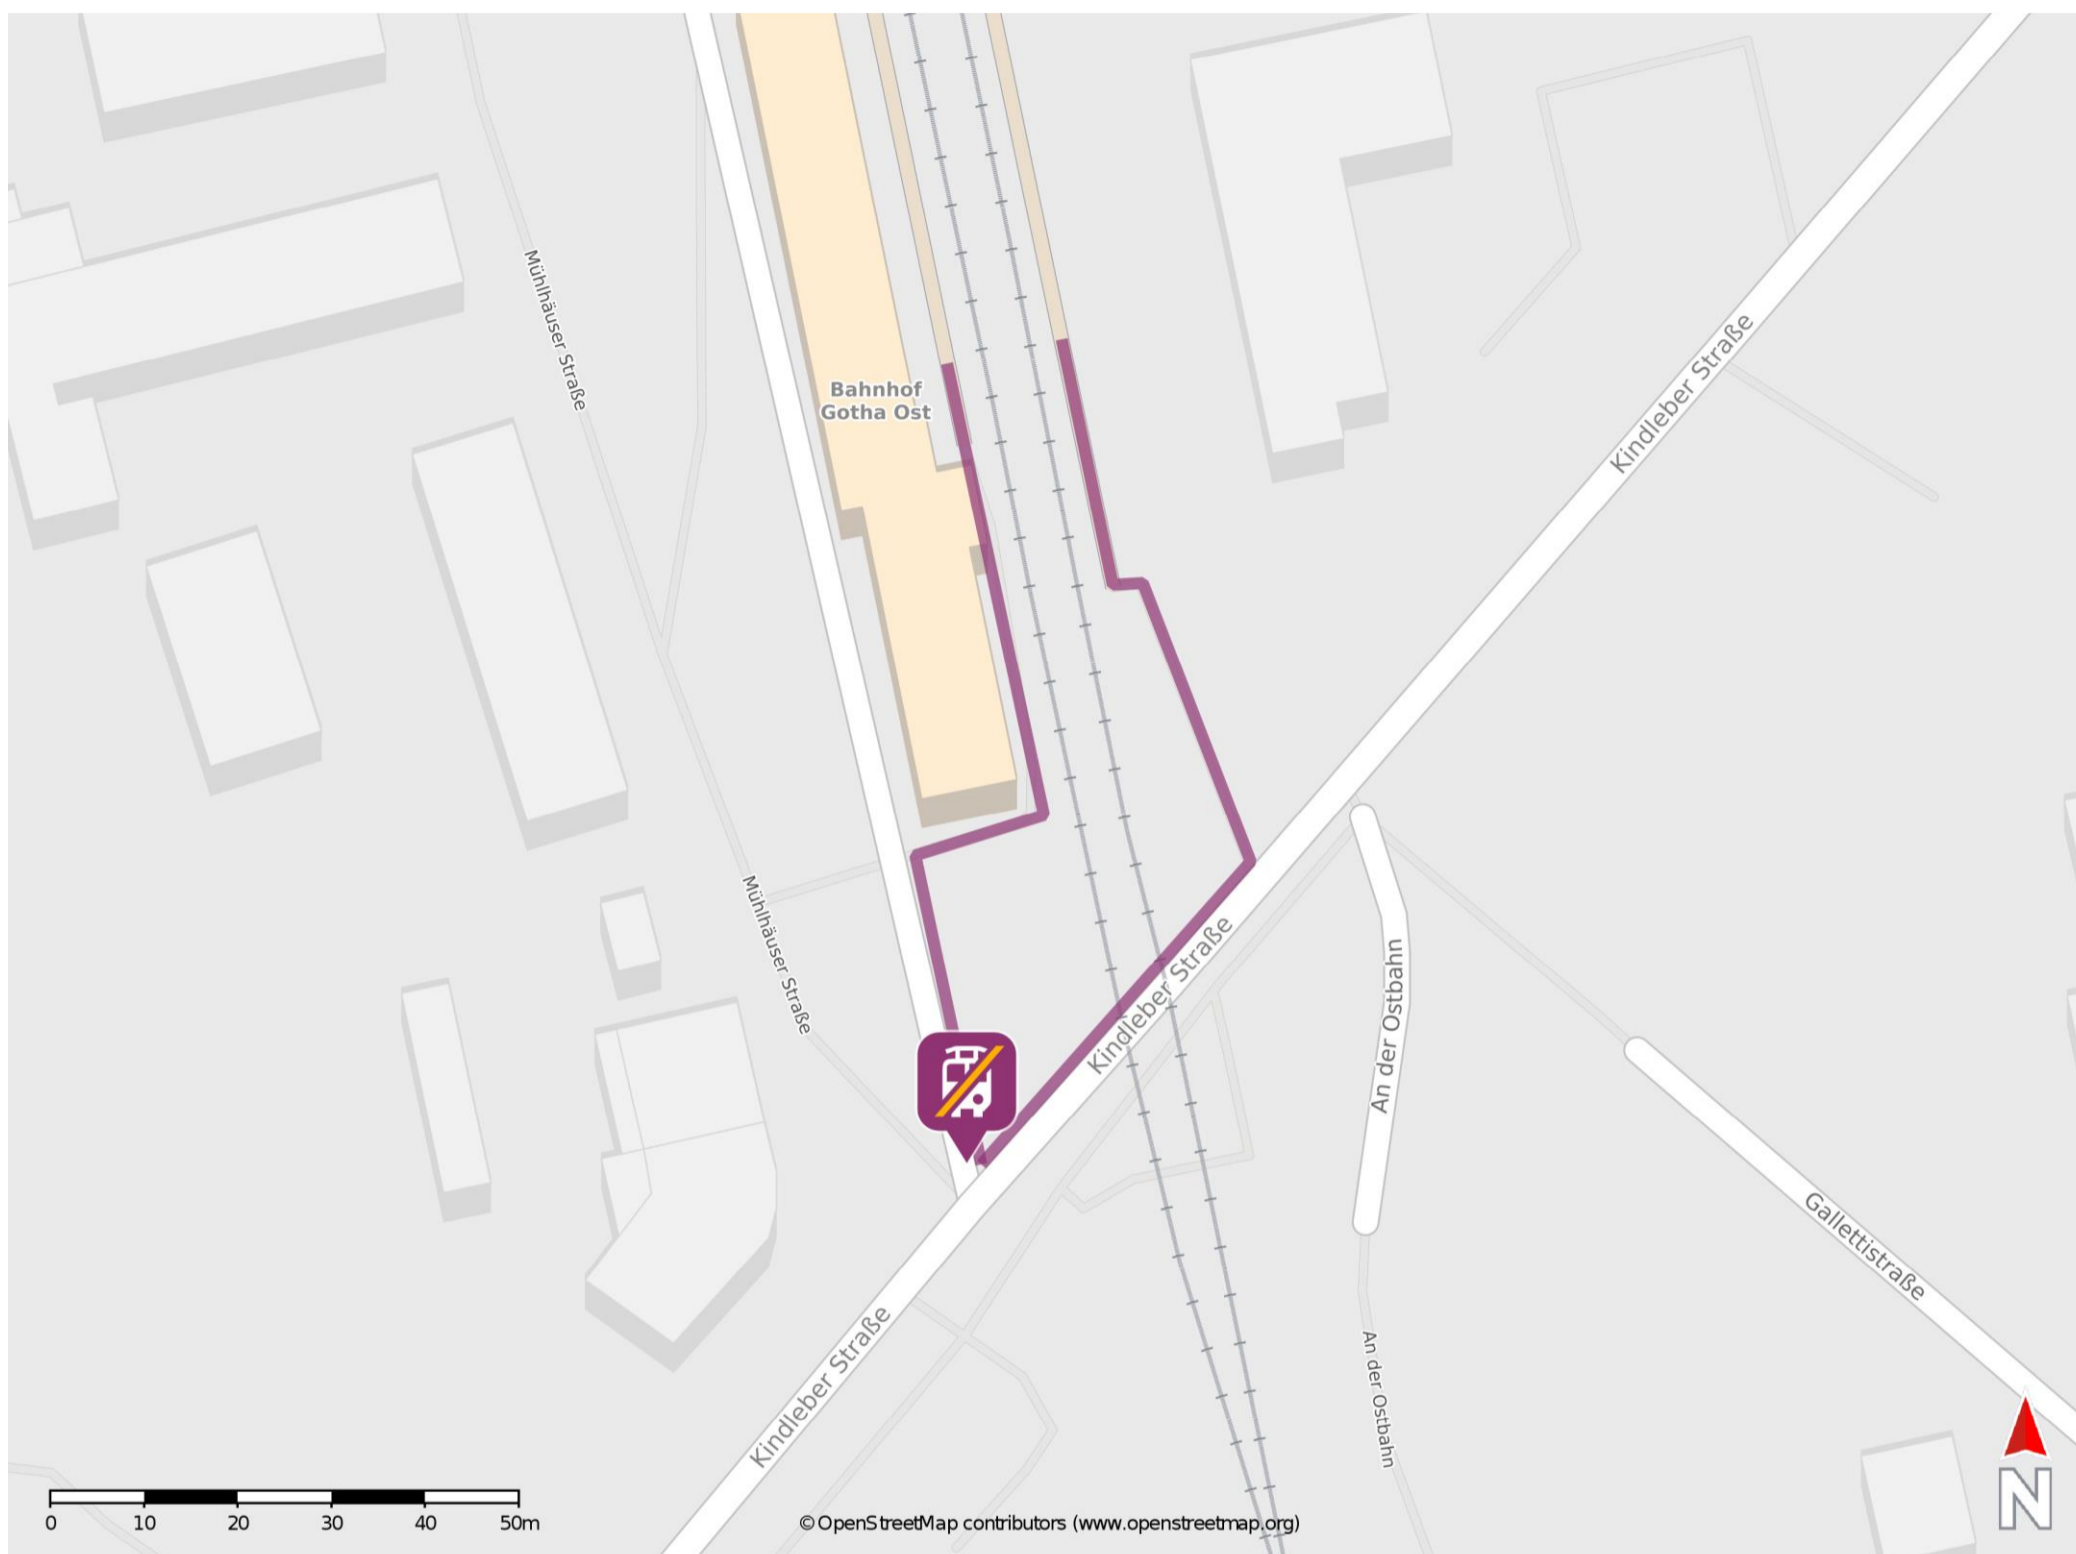 Mühlhäuser Straße
Kindleber Straße
Bahnhof
Gotha Ost
Mühlhäuser Straße
Kindleber Straße
An der Ostbahn
Gallettistraße
Kindleber Straße
An der Ostbahn
N
0 10 20 30 40 50m
© OpenStreetMap contributors (www.openstreetmap.org)